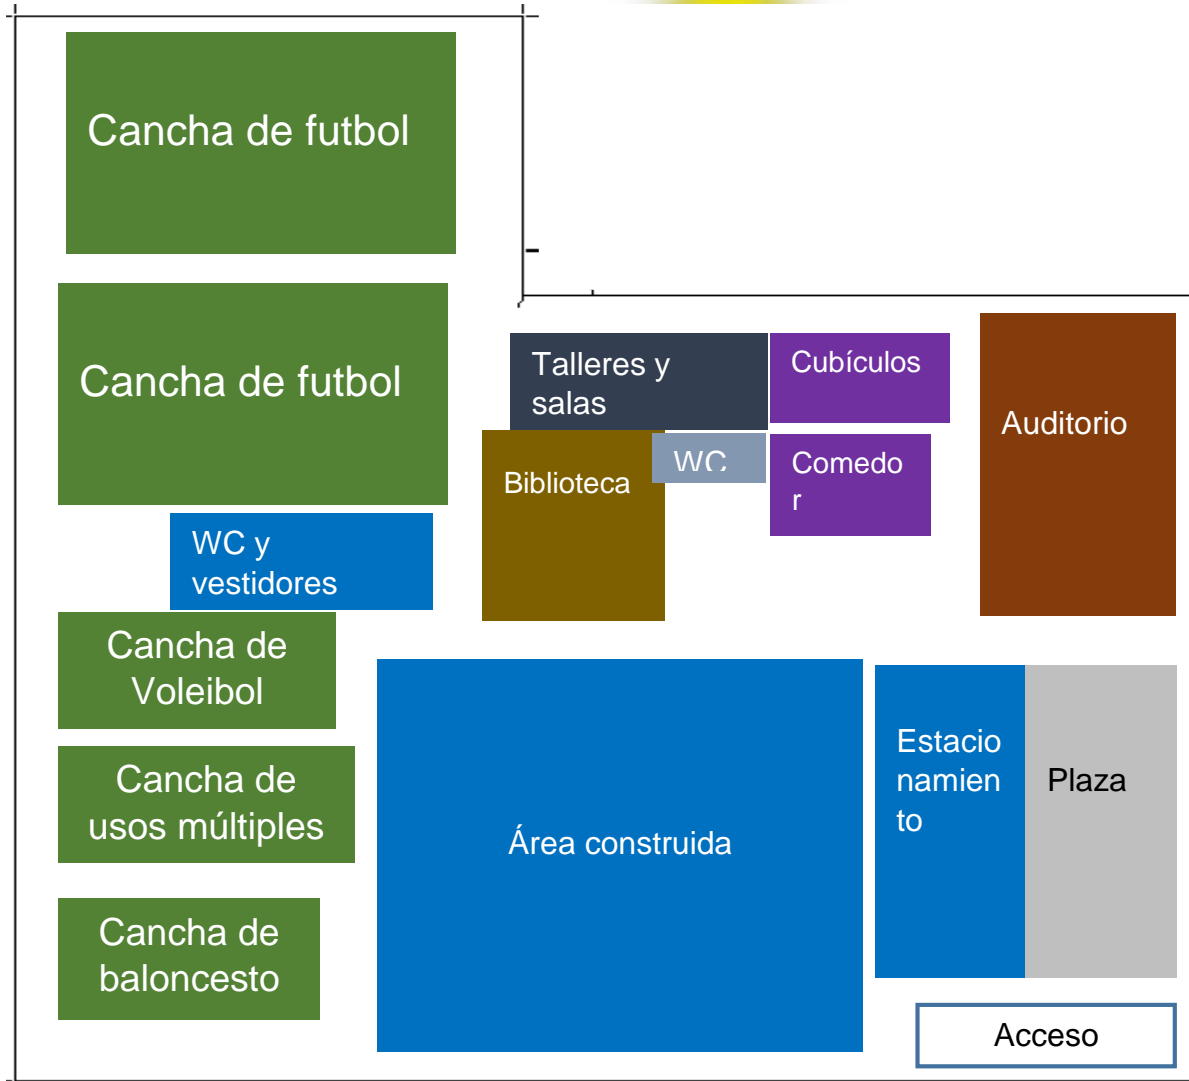 Cancha de futbol
Cancha de futbol
Talleres y
salas
Cubículos
Auditorio
Biblioteca
WC
Comedo
r
WC y
vestidores
Cancha de
Voleibol
Cancha de
usos múltiples
Cancha de
baloncesto
Área construida
Estacio
namien
to
Plaza
Acceso